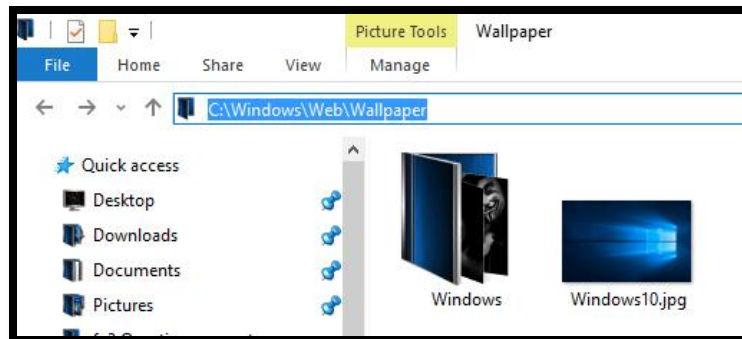 Picture Tools Wallpaper
File Home Share View Manage
C:\Windows\Web\Wallpaper
Quick access
Desktop
Downloads
Documents
Pictures
Windows Windows10.jpg